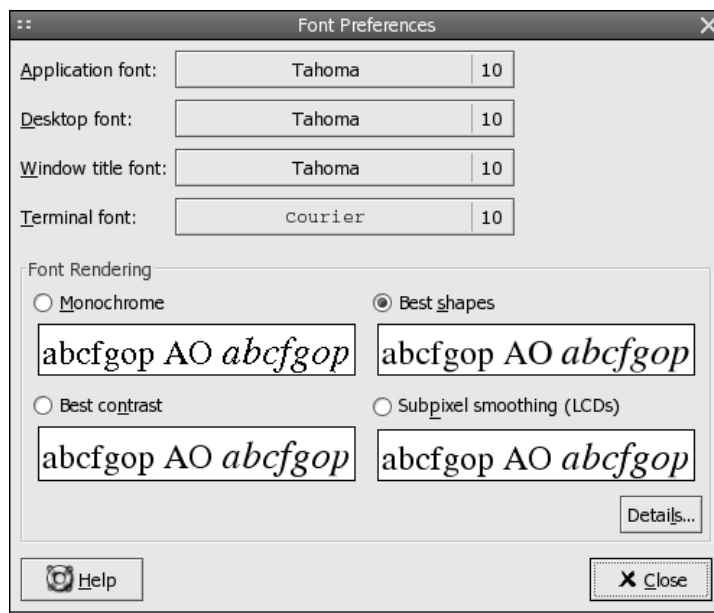 Font Preferences
Application font: Tahoma 10
Desktop font: Tahoma 10
Window title font: Tahoma 10
Terminal font: Courier 10
Font Rendering
Monochrome
Best shapes
abcfgop AO abcfgop
abcfgop AO abcfgop
Best contrast
Subpixel smoothing (LCDs)
abcfgop AO abcfgop
abcfgop AO abcfgop
Details...
Help
Close